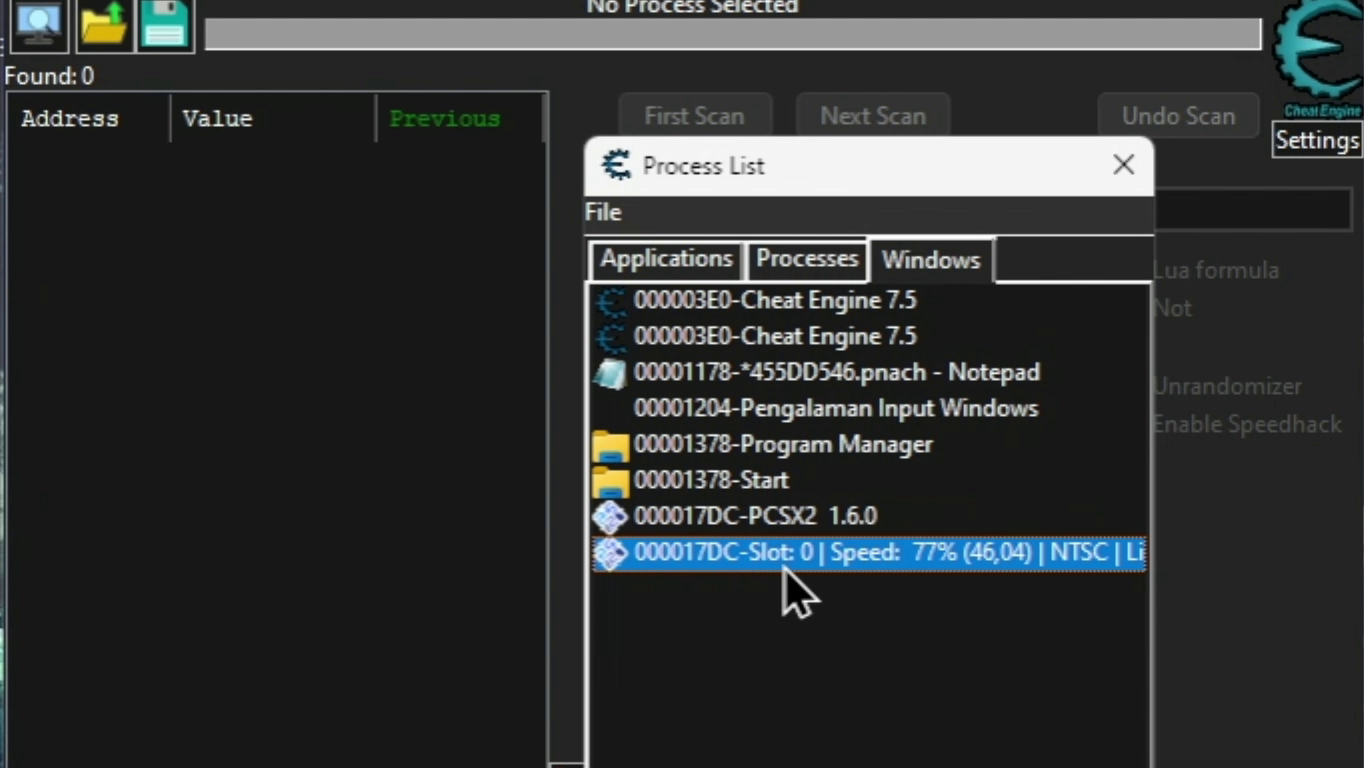 No Process Selected
Found: 0
Address Value Previous
First Scan Next Scan Undo Scan
Cheat Engine
Settings
Process List
File
Applications Processes Windows
000003E0-Cheat Engine 7.5
000003E0-Cheat Engine 7.5
00001178-*455DD546.pnach - Notepad
00001204-Pengalaman Input Windows
00001378-Program Manager
00001378-Start
000017DC-PCSX2 1.6.0
000017DC-Slot: 0 | Speed: 77% (46,04) | NTSC | Li
Lua formula
Not
Unrandomizer
Enable Speedhack